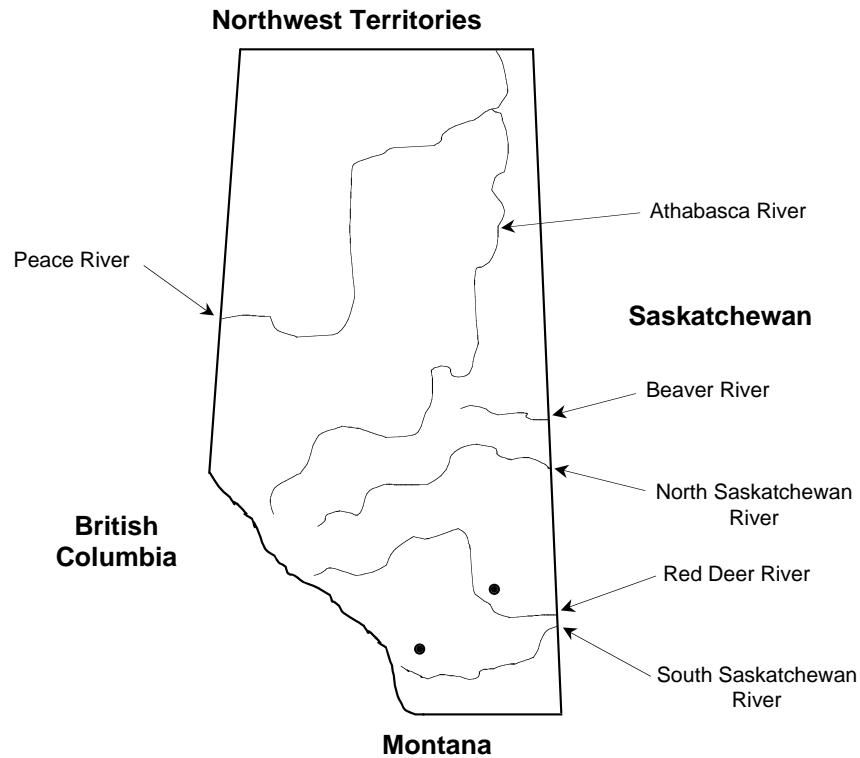 Northwest Territories
Athabasca River
Peace River
Saskatchewan
Beaver River
North Saskatchewan
River
British
Columbia
Red Deer River
South Saskatchewan
River
Montana